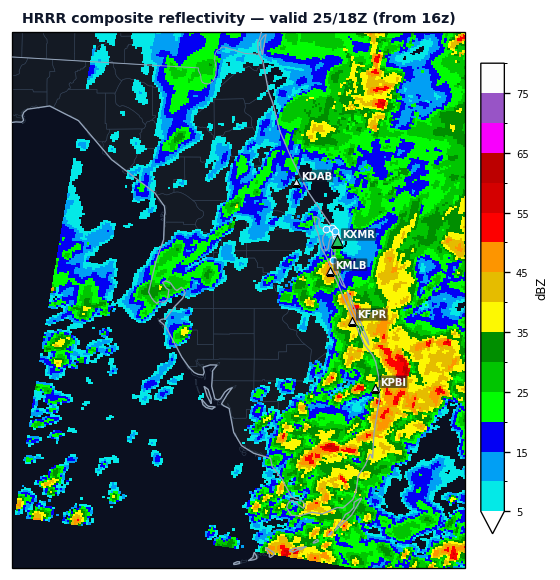 HRRR composite reflectivity — valid 25/18Z (from 16z)
KDAB
KXMR
KMLB
KFPR
KPBI
75
65
55
45
35
25
15
5
dBZ